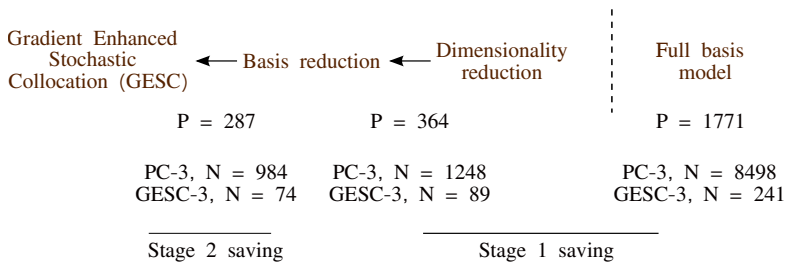 Gradient Enhanced
Stochastic
Collocation (GESC)
Basis reduction
Dimensionality
reduction
Full basis
model
P = 287
P = 364
P = 1771
PC-3, N = 984
GESC-3, N = 74
PC-3, N = 1248
GESC-3, N = 89
PC-3, N = 8498
GESC-3, N = 241
Stage 2 saving
Stage 1 saving